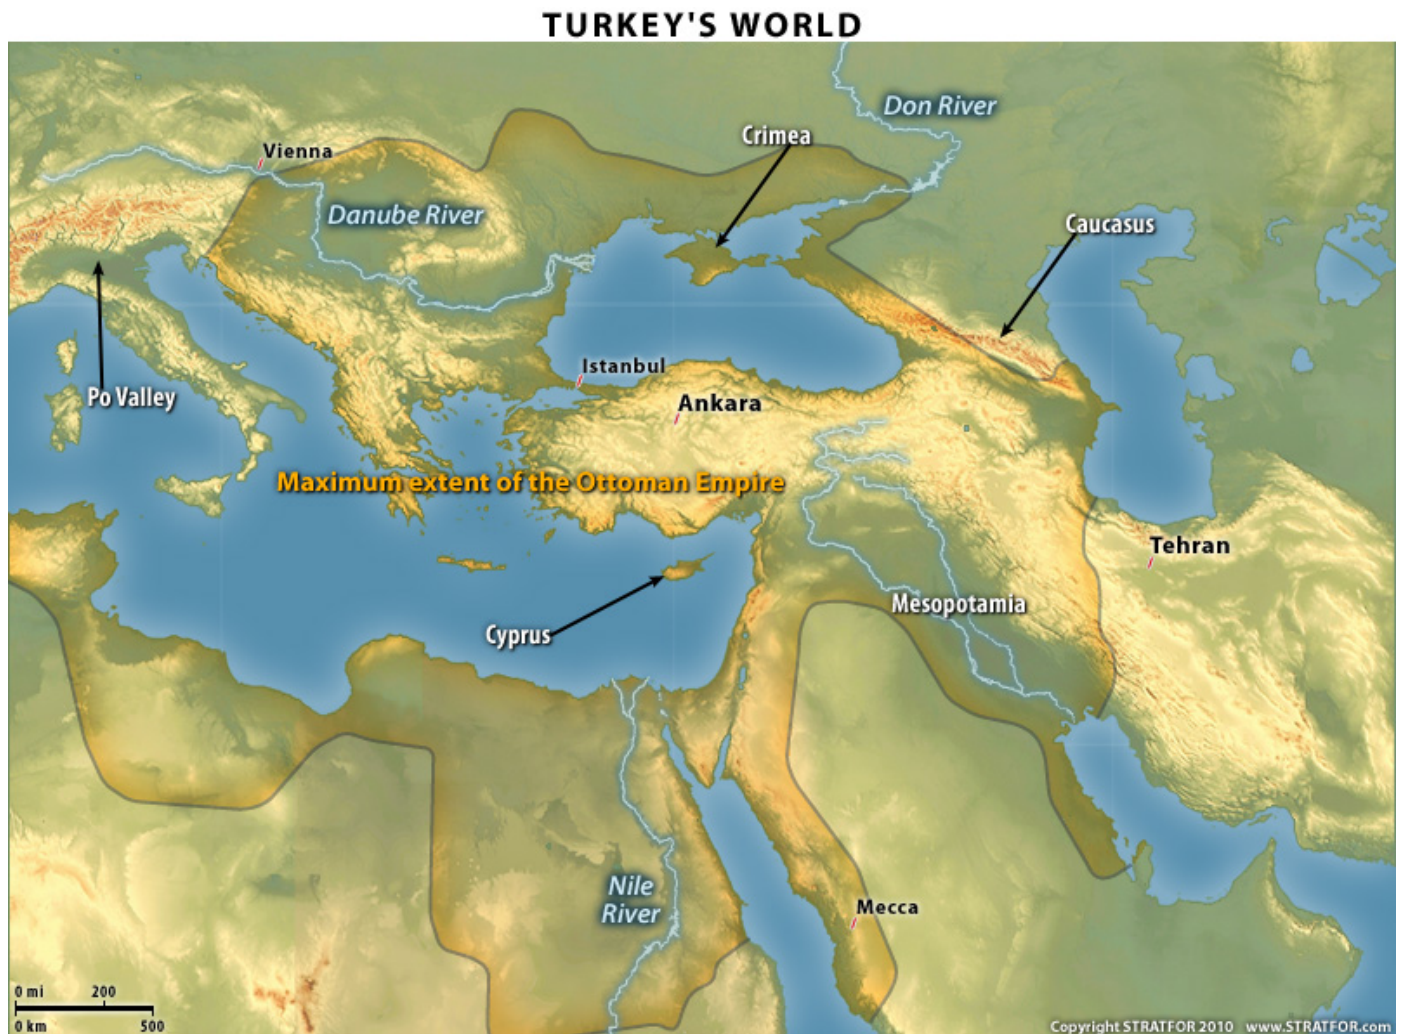 TURKEY'S WORLD
Don River
Crimea
Vienna
Danube River
Caucasus
Istanbul
Po Valley
Ankara
Maximum extent of the Ottoman Empire
Tehran
Mesopotamia
Cyprus
Nile
River
Mecca
0 mi 200
0 km 500
Copyright STRATFOR 2010 www.STRATFOR.com